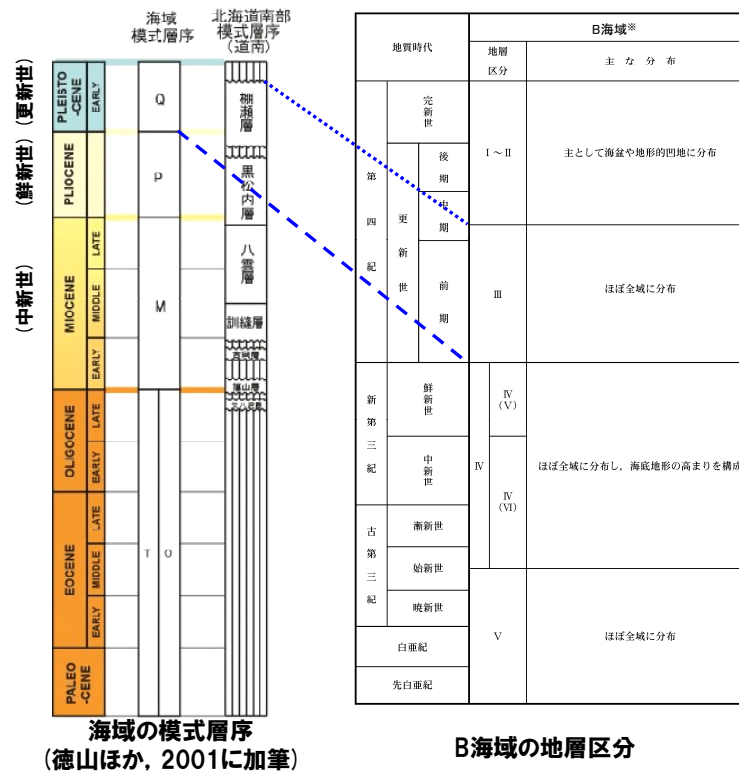 海域
模式層序
北海道南部
模式層序
(道南)
(更新世)
PLEISTO
-CENE
EARLY
Q
棚瀬層
(鮮新世)
PLIOCENE
P
黒松内層
(中新世)
MIOCENE
LATE
MIDDLE
EARLY
M
八雲層
訓縫層
福山層
OLIGOCENE
LATE
EARLY
EOCENE
LATE
MIDDLE
EARLY
T
O
PALEO
-CENE
海域の模式層序
(徳山ほか, 2001に加筆)
地質時代
B海域※
地層
区分
主な分布
第四紀
完新世
更新世
後期
中期
前期
Ⅰ～Ⅱ
主として海盆や地形的凹地に分布
Ⅲ
ほぼ全域に分布
新第三紀
鮮新世
中新世
Ⅳ
Ⅳ
(Ⅴ)
Ⅳ
(Ⅵ)
ほぼ全域に分布し，海底地形の高まりを構成
古第三紀
漸新世
始新世
暁新世
白亜紀
先白亜紀
Ⅴ
ほぼ全域に分布
B海域の地層区分